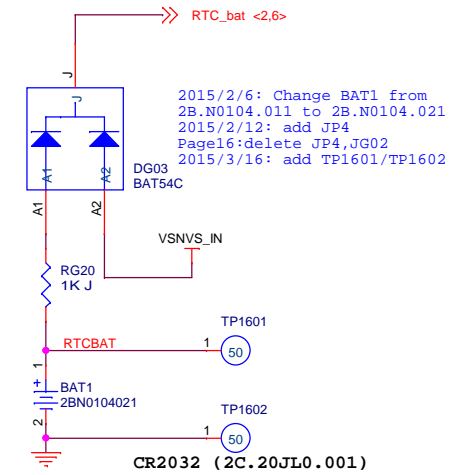 RTC_bat <2,6>
J
J
2015/2/6: Change BAT1 from
2B.N0104.011 to 2B.N0104.021
2015/2/12: add JP4
Page16:delete JP4,JG02
2015/3/16: add TP1601/TP1602
A1
A2
DG03
BAT54C
A1
A2
VSNVS_IN
RG20
1K J
TP1601
RTCBAT
1
50
1
+
BAT1
2BN0104021
2
TP1602
1
50
CR2032 (2C.20JL0.001)